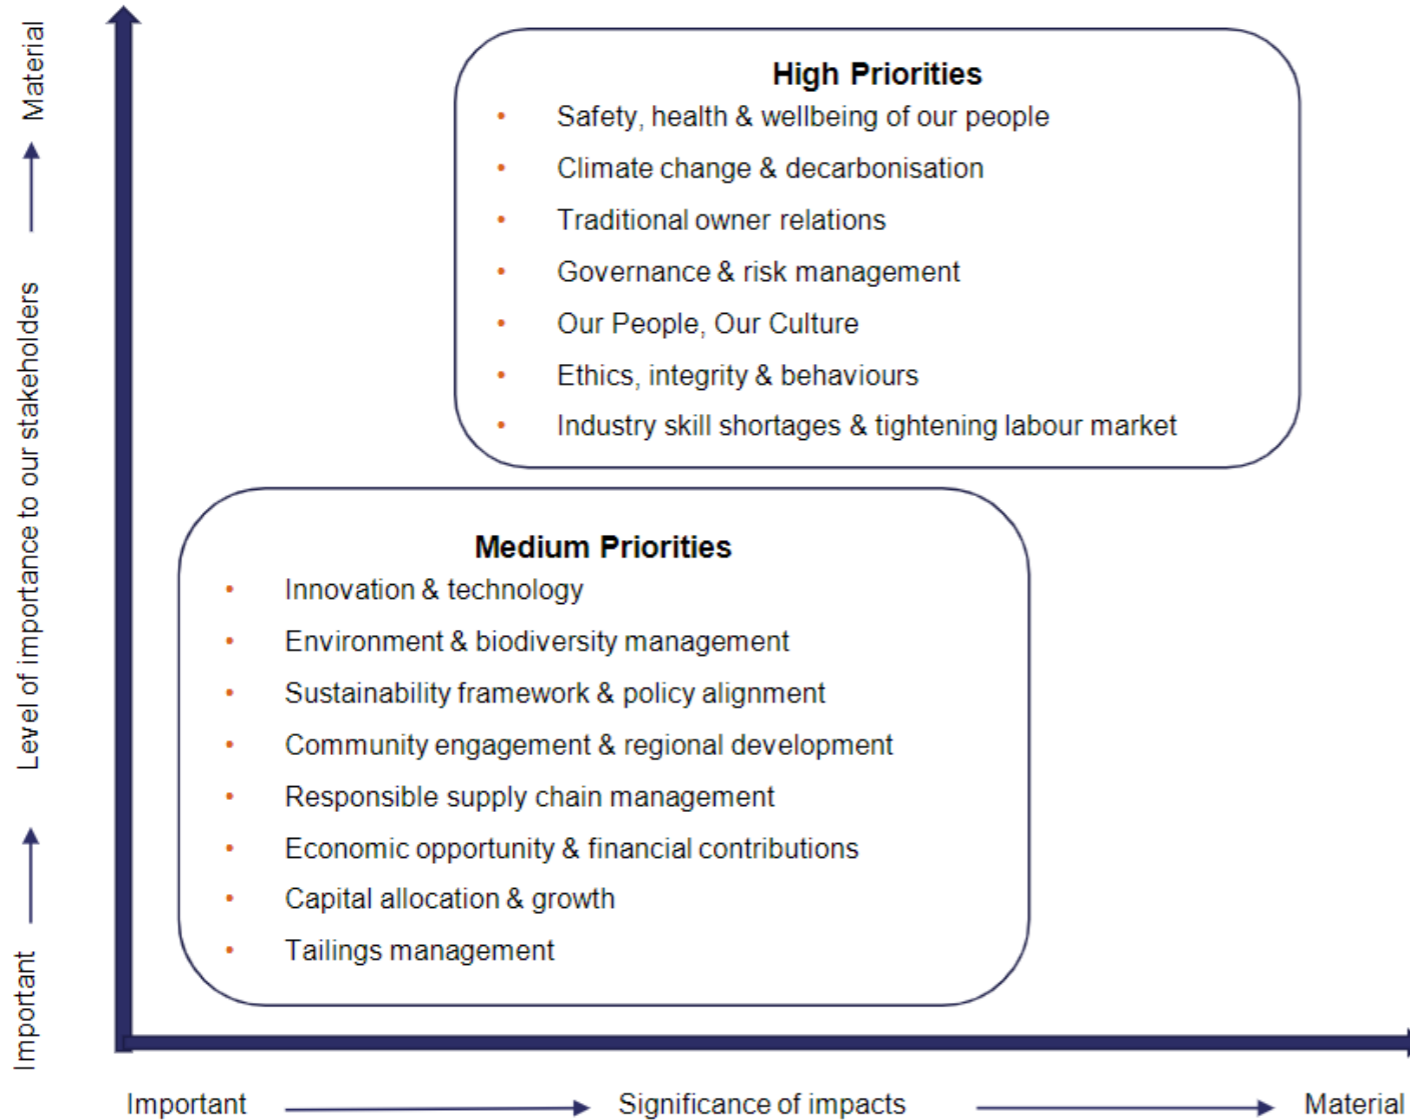 High Priorities
• Safety, health & wellbeing of our people
• Climate change & decarbonisation
• Traditional owner relations
• Governance & risk management
• Our People, Our Culture
• Ethics, integrity & behaviours
• Industry skill shortages & tightening labour market
Medium Priorities
• Innovation & technology
• Environment & biodiversity management
• Sustainability framework & policy alignment
• Community engagement & regional development
• Responsible supply chain management
• Economic opportunity & financial contributions
• Capital allocation & growth
• Tailings management
Important
Level of importance to our stakeholders
Material
Important
Significance of impacts
Material